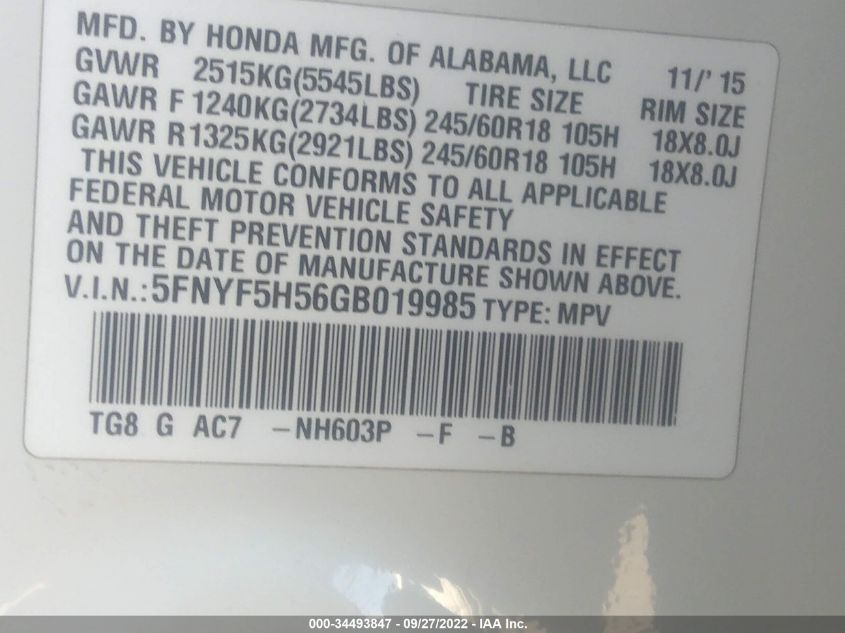 MFD. BY HONDA MFG. OF ALABAMA, LLC 11/' 15
GVWR 2515KG(5545LBS) TIRE SIZE RIM SIZE
GAWR F 1240KG(2734LBS) 245/60R18 105H 18X8.0J
GAWR R 1325KG(2921LBS) 245/60R18 105H 18X8.0J
THIS VEHICLE CONFORMS TO ALL APPLICABLE
FEDERAL MOTOR VEHICLE SAFETY
AND THEFT PREVENTION STANDARDS IN EFFECT
ON THE DATE OF MANUFACTURE SHOWN ABOVE.
V.I.N.: 5FNYF5H56GB019985 TYPE: MPV
TG8 G AC7 -NH603P -F -B
000-34493847 - 09/27/2022 - IAA Inc.